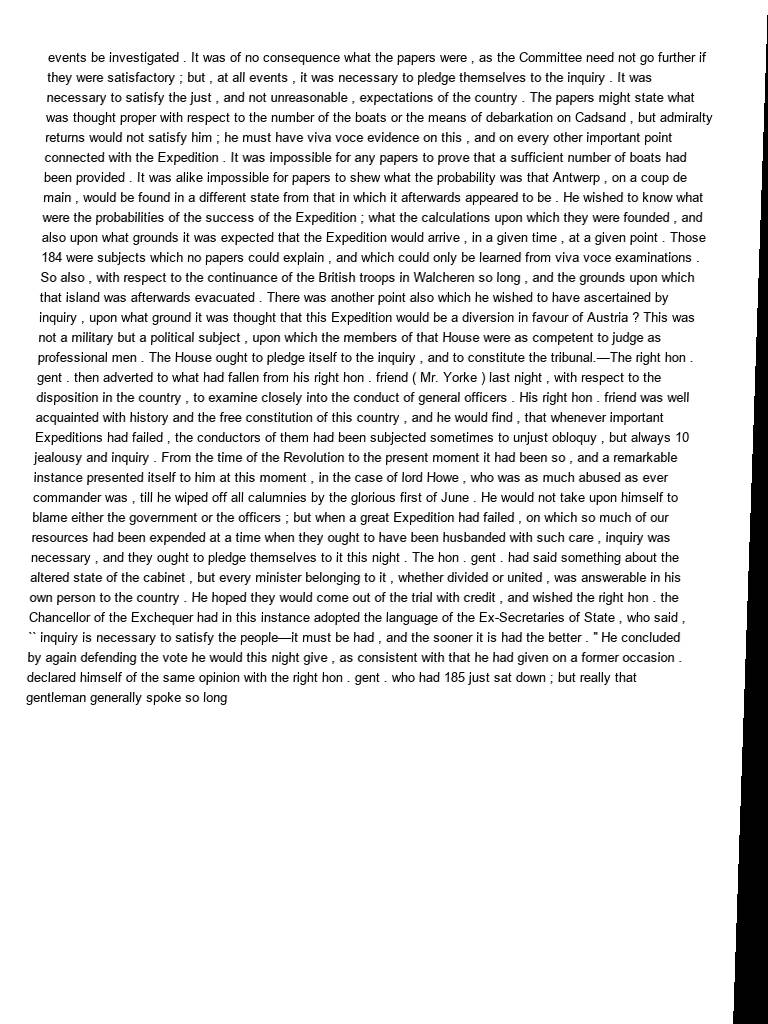 events be investigated . It was of no consequence what the papers were , as the Committee need not go further if
they were satisfactory ; but , at all events , it was necessary to pledge themselves to the inquiry . It was
necessary to satisfy the just , and not unreasonable , expectations of the country . The papers might state what
was thought proper with respect to the number of the boats or the means of debarkation on Cadsand , but admiralty
returns would not satisfy him ; he must have viva voce evidence on this , and on every other important point
connected with the Expedition . It was impossible for any papers to prove that a sufficient number of boats had
been provided . It was alike impossible for papers to shew what the probability was that Antwerp , on a coup de
main , would be found in a different state from that in which it afterwards appeared to be . He wished to know what
were the probabilities of the success of the Expedition ; what the calculations upon which they were founded , and
also upon what grounds it was expected that the Expedition would arrive , in a given time , at a given point . Those
184 were subjects which no papers could explain , and which could only be learned from viva voce examinations .
So also , with respect to the continuance of the British troops in Walcheren so long , and the grounds upon which
that island was afterwards evacuated . There was another point also which he wished to have ascertained by
inquiry , upon what ground it was thought that this Expedition would be a diversion in favour of Austria ? This was
not a military but a political subject , upon which the members of that House were as competent to judge as
professional men . The House ought to pledge itself to the inquiry , and to constitute the tribunal.—The right hon .
gent . then adverted to what had fallen from his right hon . friend ( Mr. Yorke ) last night , with respect to the
disposition in the country , to examine closely into the conduct of general officers . His right hon . friend was well
acquainted with history and the free constitution of this country , and he would find , that whenever important
Expeditions had failed , the conductors of them had been subjected sometimes to unjust obloquy , but always 10
jealousy and inquiry . From the time of the Revolution to the present moment it had been so , and a remarkable
instance presented itself to him at this moment , in the case of lord Howe , who was as much abused as ever
commander was , till he wiped off all calumnies by the glorious first of June . He would not take upon himself to
blame either the government or the officers ; but when a great Expedition had failed , on which so much of our
resources had been expended at a time when they ought to have been husbanded with such care , inquiry was
necessary , and they ought to pledge themselves to it this night . The hon . gent . had said something about the
altered state of the cabinet , but every minister belonging to it , whether divided or united , was answerable in his
own person to the country . He hoped they would come out of the trial with credit , and wished the right hon . the
Chancellor of the Exchequer had in this instance adopted the language of the Ex-Secretaries of State , who said ,
`` inquiry is necessary to satisfy the people—it must be had , and the sooner it is had the better . " He concluded
by again defending the vote he would this night give , as consistent with that he had given on a former occasion .
declared himself of the same opinion with the right hon . gent . who had 185 just sat down ; but really that
gentleman generally spoke so long